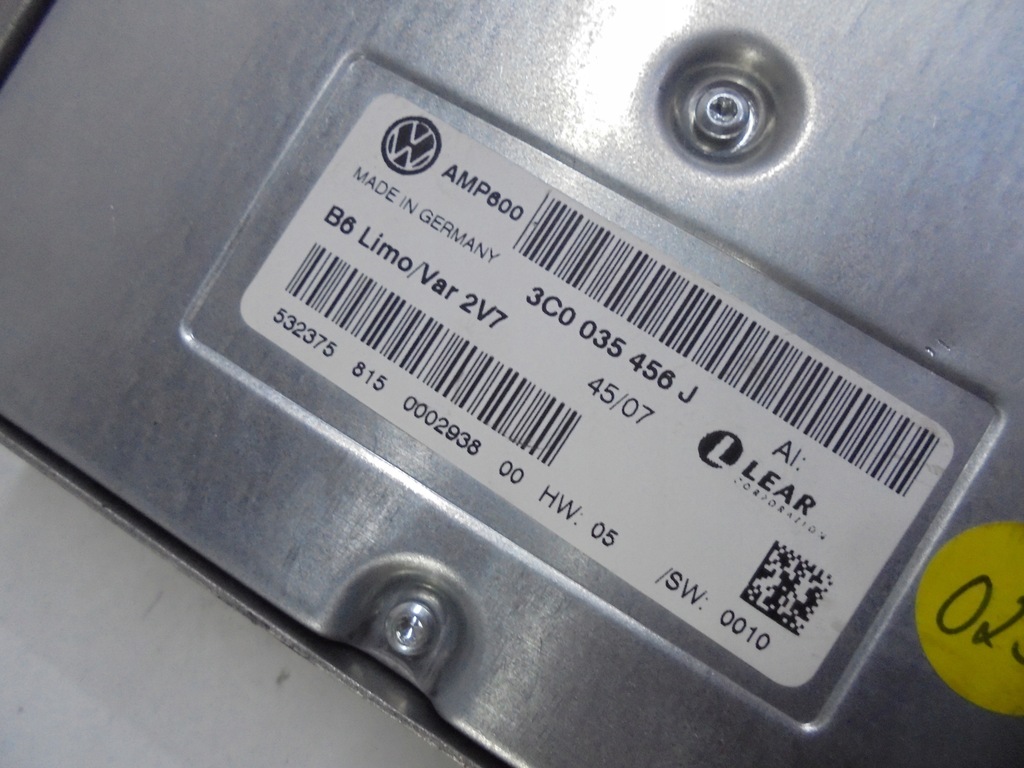 VW AMP600
MADE IN GERMANY
3C0 035 456 J
B6 Limo/Var 2V7
45/07
AI:
LEAR
CORPORATION
532375 815 0002938 00 HW: 05 /SW: 0010